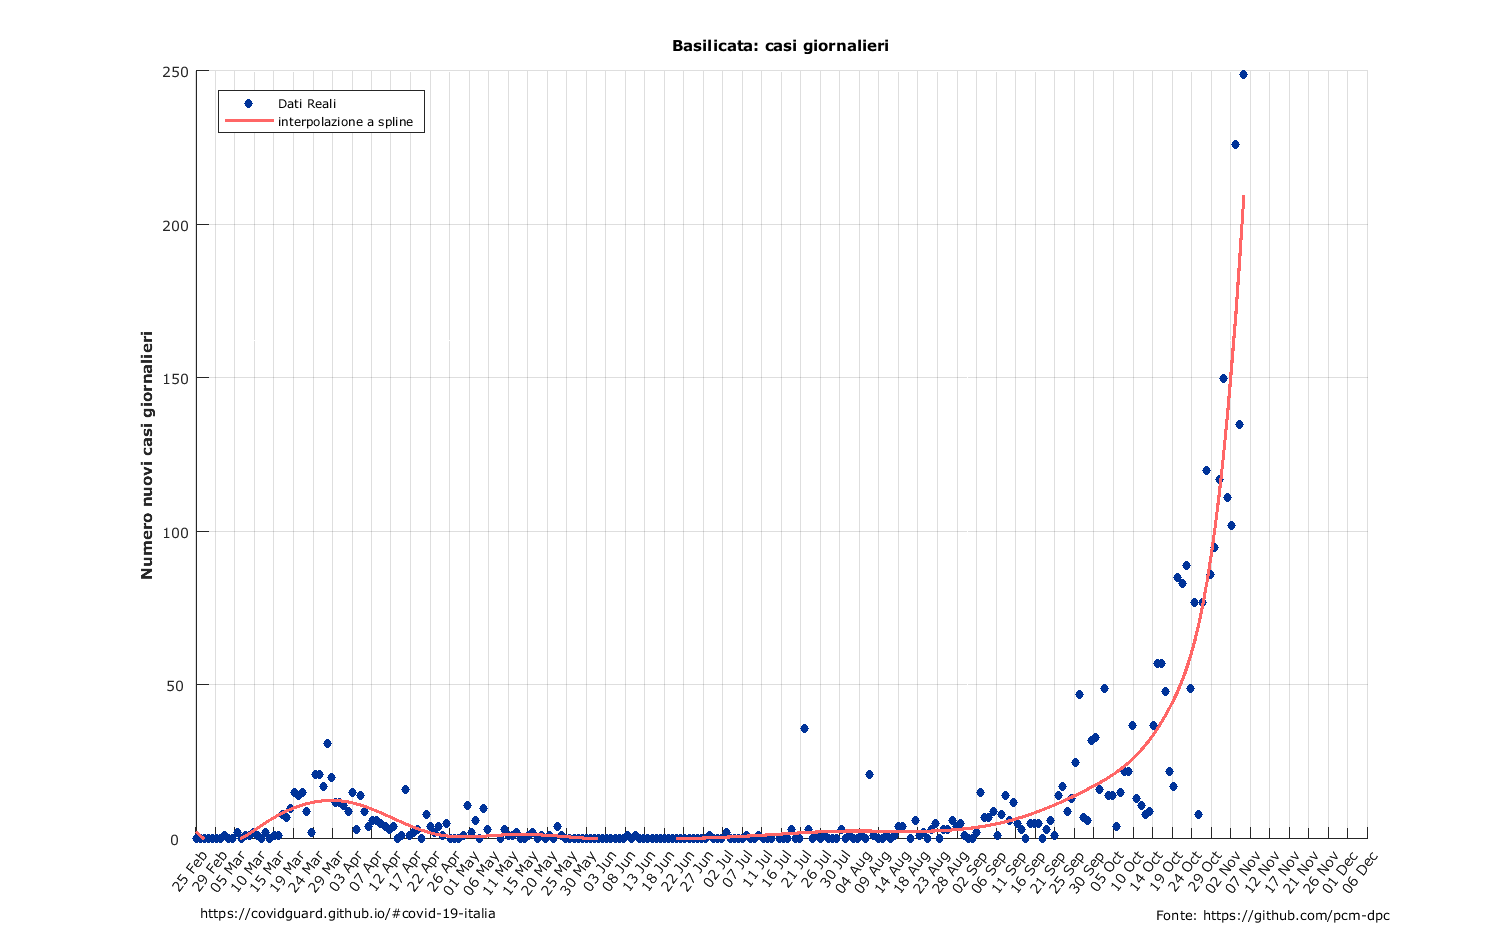 Basilicata: casi giornalieri
250
200
150
100
50
0
Numero nuovi casi giornalieri
Dati Reali
interpolazione a spline
25 Feb
29 Feb
05 Mar
10 Mar
15 Mar
19 Mar
24 Mar
29 Mar
03 Apr
07 Apr
12 Apr
17 Apr
22 Apr
26 Apr
01 May
06 May
11 May
15 May
20 May
25 May
30 May
03 Jun
08 Jun
13 Jun
18 Jun
22 Jun
27 Jun
02 Jul
07 Jul
11 Jul
16 Jul
21 Jul
26 Jul
30 Jul
04 Aug
09 Aug
14 Aug
18 Aug
23 Aug
28 Aug
02 Sep
06 Sep
11 Sep
16 Sep
21 Sep
25 Sep
30 Sep
05 Oct
10 Oct
14 Oct
19 Oct
24 Oct
29 Oct
02 Nov
07 Nov
12 Nov
17 Nov
21 Nov
26 Nov
01 Dec
06 Dec
https://covidguard.github.io/#covid-19-italia
Fonte: https://github.com/pcm-dpc